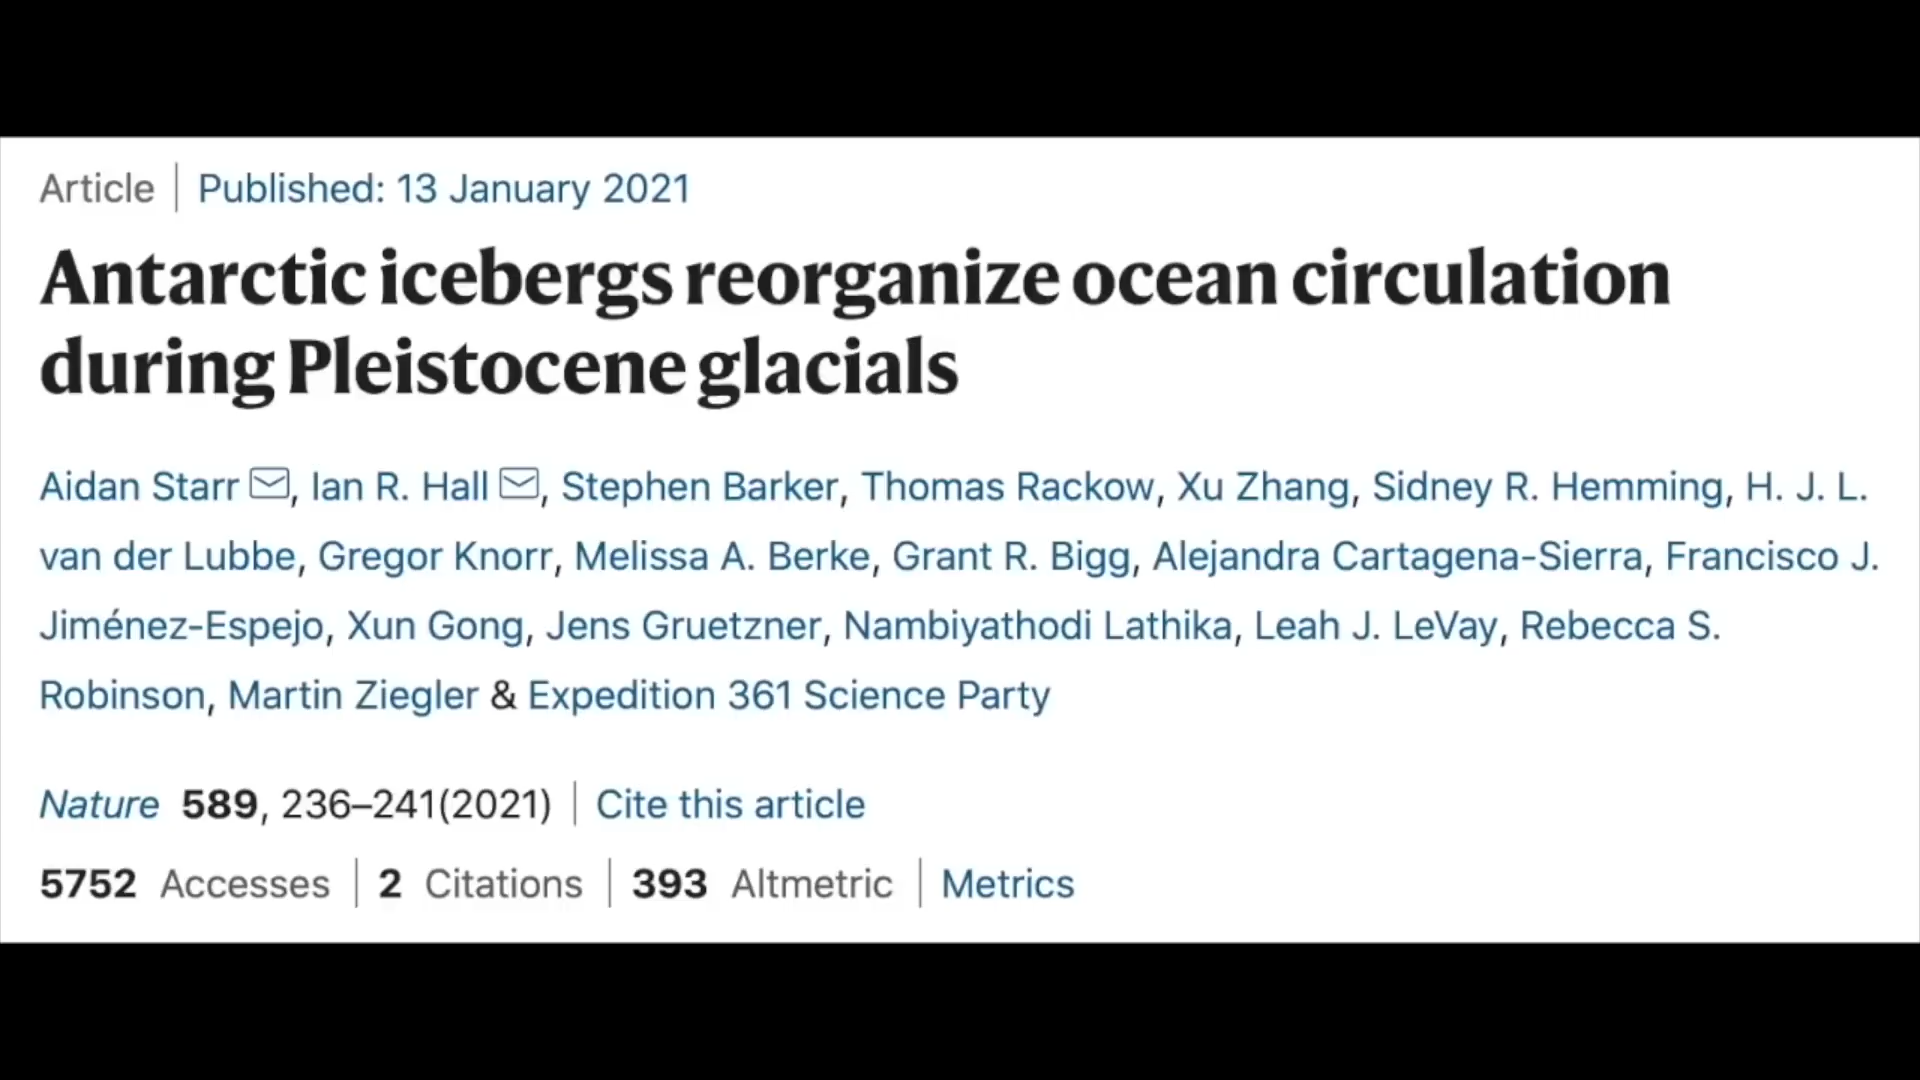 Article | Published: 13 January 2021
Antarctic icebergs reorganize ocean circulation
during Pleistocene glacials
Aidan Starr, Ian R. Hall, Stephen Barker, Thomas Rackow, Xu Zhang, Sidney R. Hemming, H. J. L.
van der Lubbe, Gregor Knorr, Melissa A. Berke, Grant R. Bigg, Alejandra Cartagena-Sierra, Francisco J.
Jiménez-Espejo, Xun Gong, Jens Gruetzner, Nambiyathodi Lathika, Leah J. LeVay, Rebecca S.
Robinson, Martin Ziegler & Expedition 361 Science Party
Nature 589, 236–241(2021) | Cite this article
5752 Accesses | 2 Citations | 393 Altmetric | Metrics